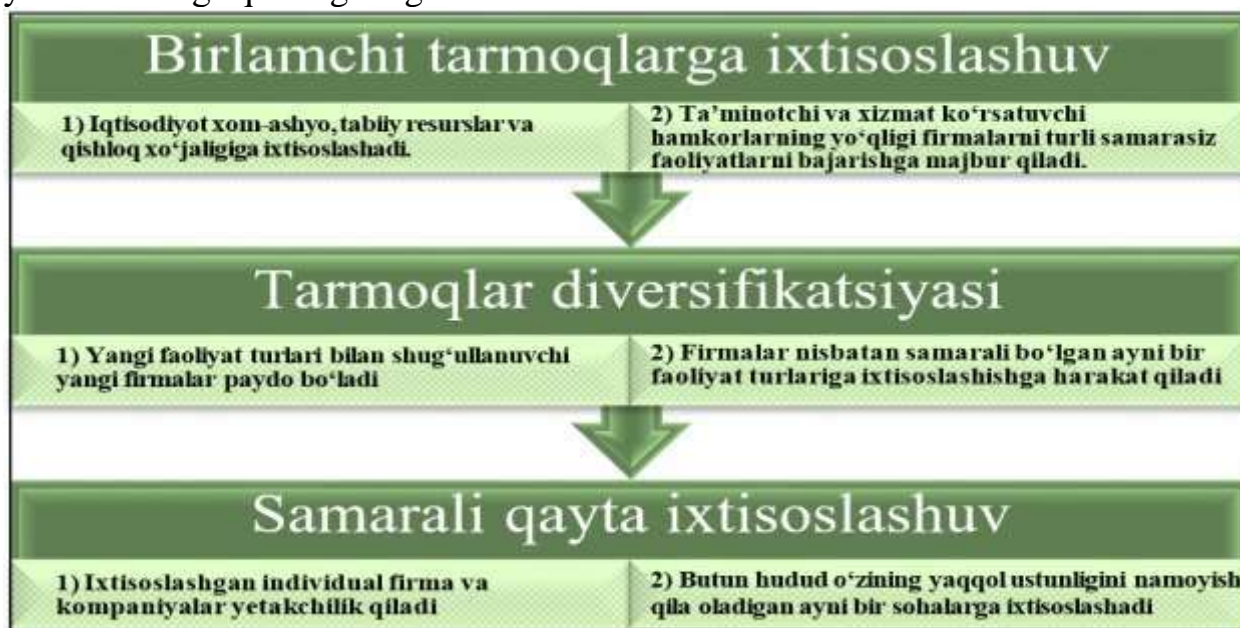 Birlamchi tarmoqlarga ixtisoslashuv
1) Iqtisodiyot xom-ashyo, tabiiy resurslar va
qishloq xo‘jaligiga ixtisoslashadi.
2) Ta’minotchi va xizmat ko‘rsatuvchi
hamkorlarning yo‘qligi firmalarni turli samarasiz
faoliyatlarni bajarishga majbur qiladi.
Tarmoqlar diversifikatsiyasi
1) Yangi faoliyat turlari bilan shug‘ullanuvchi
yangi firmalar paydo bo‘ladi
2) Firmalar nisbatan samarali bo‘lgan ayni bir
faoliyat turlariga ixtisoslashishga harakat qiladi
Samarali qayta ixtisoslashuv
1) Ixtisoslashgan individual firma va
kompaniyalar yetakchilik qiladi
2) Butun hudud o‘zining yaqqol ustunligini namoyish
qila oladigan ayni bir sohalarga ixtisoslashadi